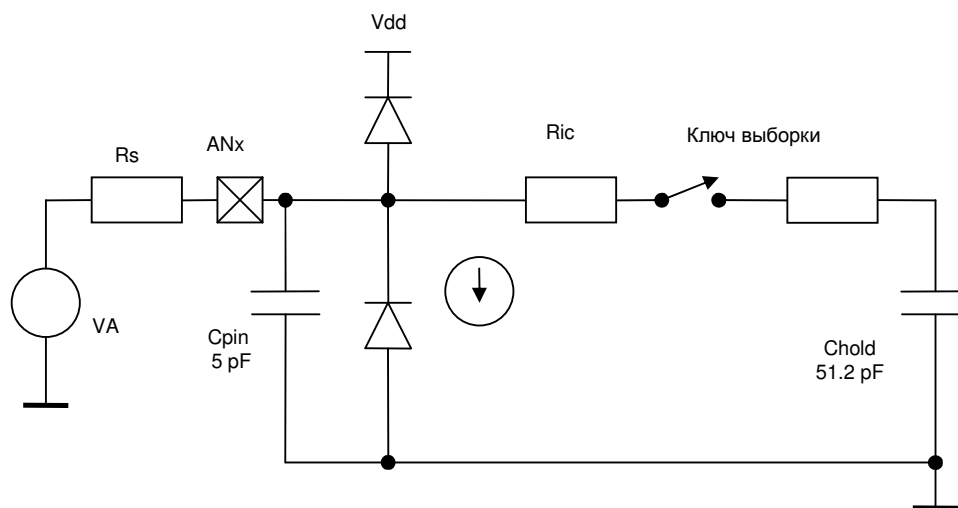 Vdd
Rs
ANx
Ric
Ключ выборки
VA
Cpin
5 pF
Chold
51.2 pF